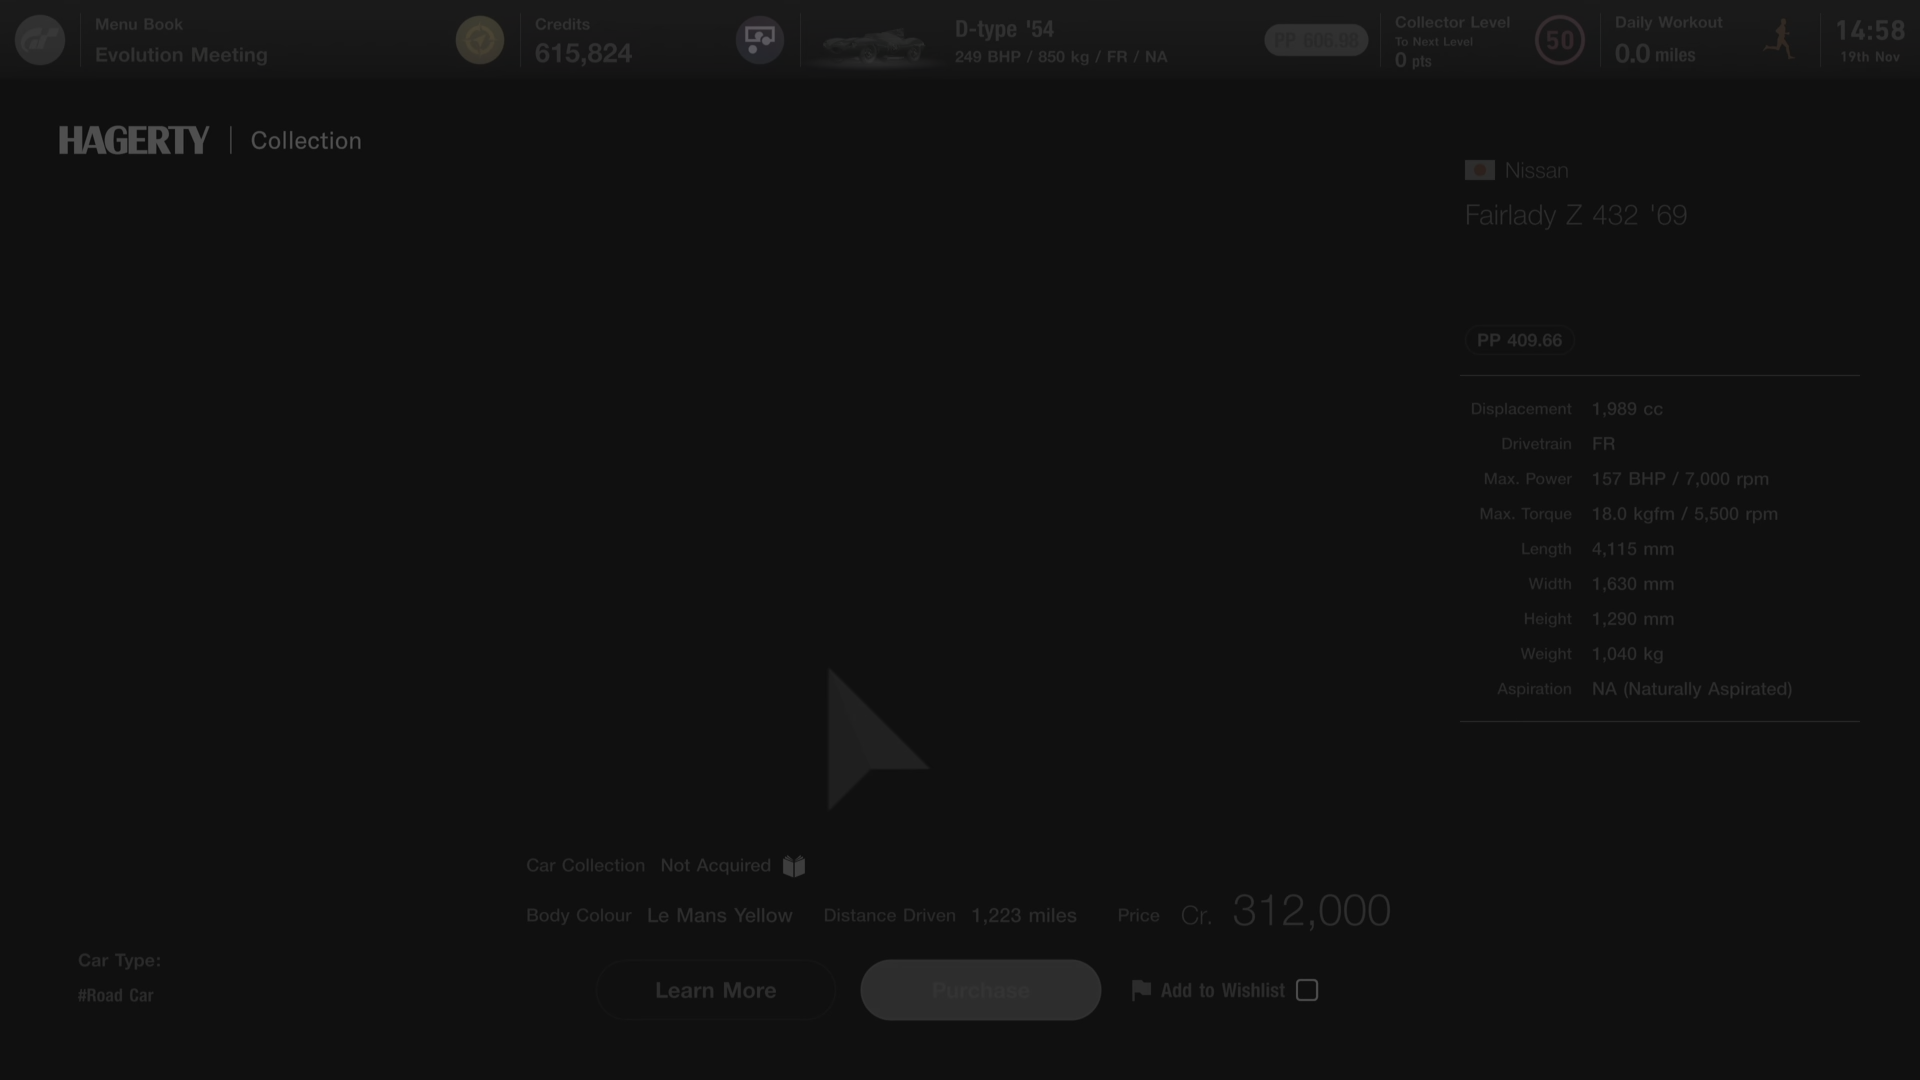 Menu Book
Evolution Meeting
Credits
615,824
D-type '54
249 BHP / 850 kg / FR / NA
PP 606.98
Collector Level
To Next Level
0 pts
50
Daily Workout
0.0 miles
14:58
19th Nov
HAGERTY | Collection
Nissan
Fairlady Z 432 '69
PP 409.66
Displacement 1,989 cc
Drivetrain FR
Max. Power 157 BHP / 7,000 rpm
Max. Torque 18.0 kgfm / 5,500 rpm
Length 4,115 mm
Width 1,630 mm
Height 1,290 mm
Weight 1,040 kg
Aspiration NA (Naturally Aspirated)
Car Collection Not Acquired
Body Colour Le Mans Yellow Distance Driven 1,223 miles Price Cr. 312,000
Car Type:
#Road Car
Learn More
Purchase
Add to Wishlist